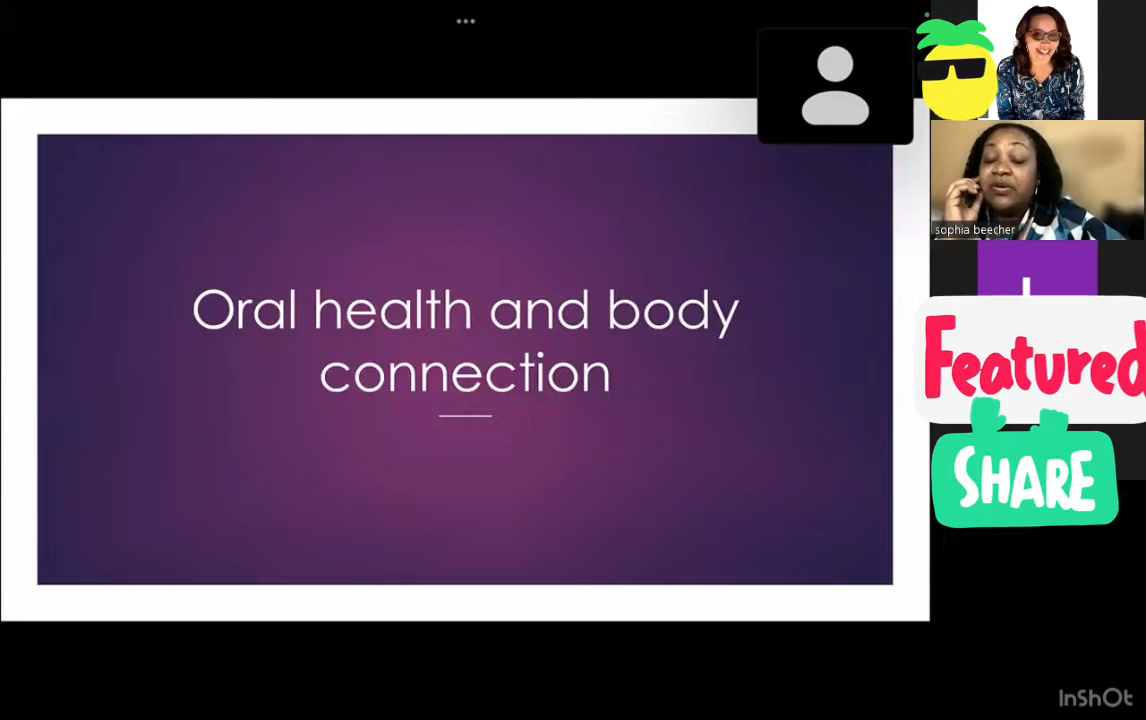 Oral health and body
connection
sophia beecher
Featured
SHARE
InShOt